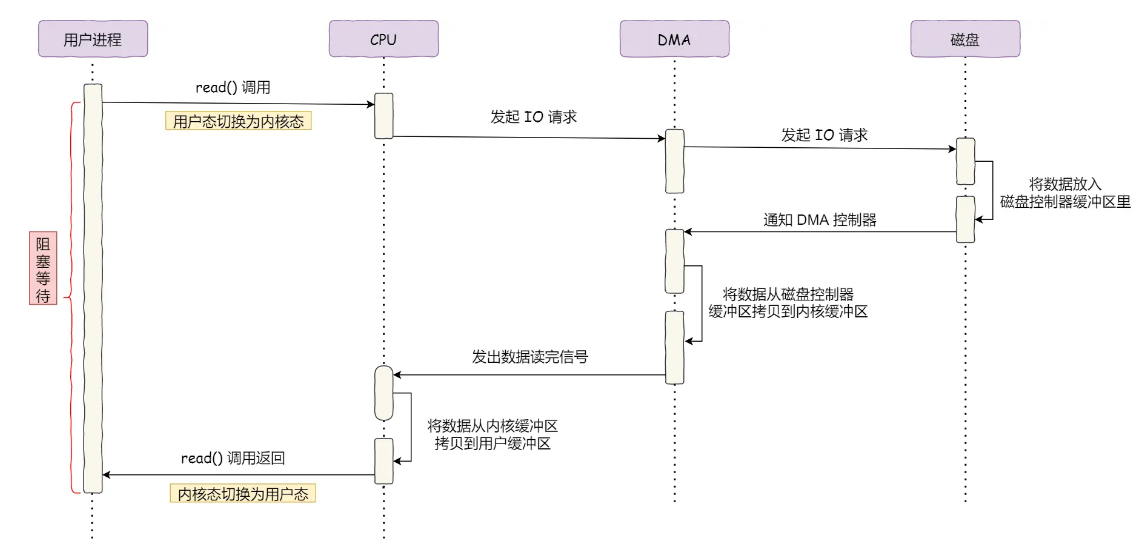 用户进程
CPU
DMA
磁盘
read() 调用
用户态切换为内核态
发起 IO 请求
发起 IO 请求
将数据放入
磁盘控制器缓冲区里
通知 DMA 控制器
阻塞等待
将数据从磁盘控制器
缓冲区拷贝到内核缓冲区
发出数据读完信号
将数据从内核缓冲区
拷贝到用户缓冲区
read() 调用返回
内核态切换为用户态